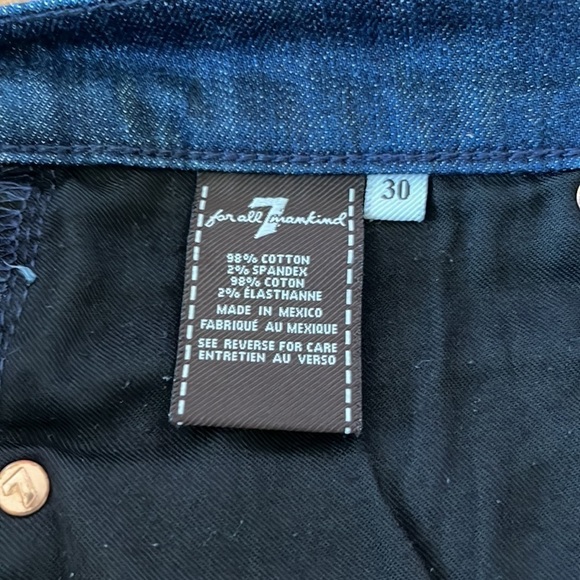 for all 7 mankind
30
98% COTTON
2% SPANDEX
98% COTON
2% ÉLASTHANNE
MADE IN MEXICO
FABRIQUÉ AU MEXIQUE
SEE REVERSE FOR CARE
ENTRETIEN AU VERSO
7